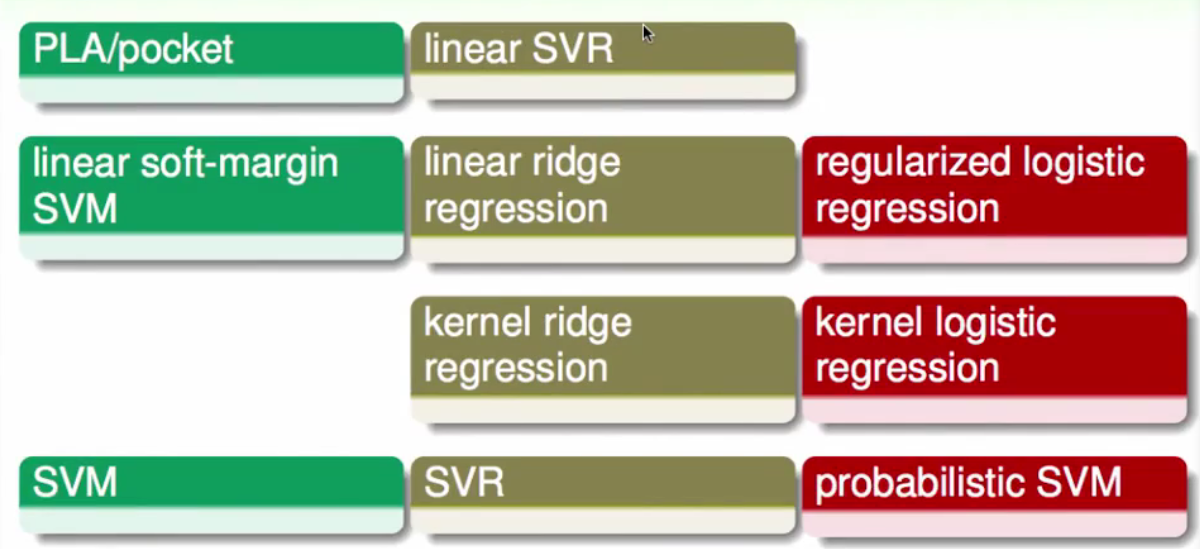 PLA/pocket
linear SVR
linear soft-margin
SVM
linear ridge
regression
regularized logistic
regression
kernel ridge
regression
kernel logistic
regression
SVM
SVR
probabilistic SVM